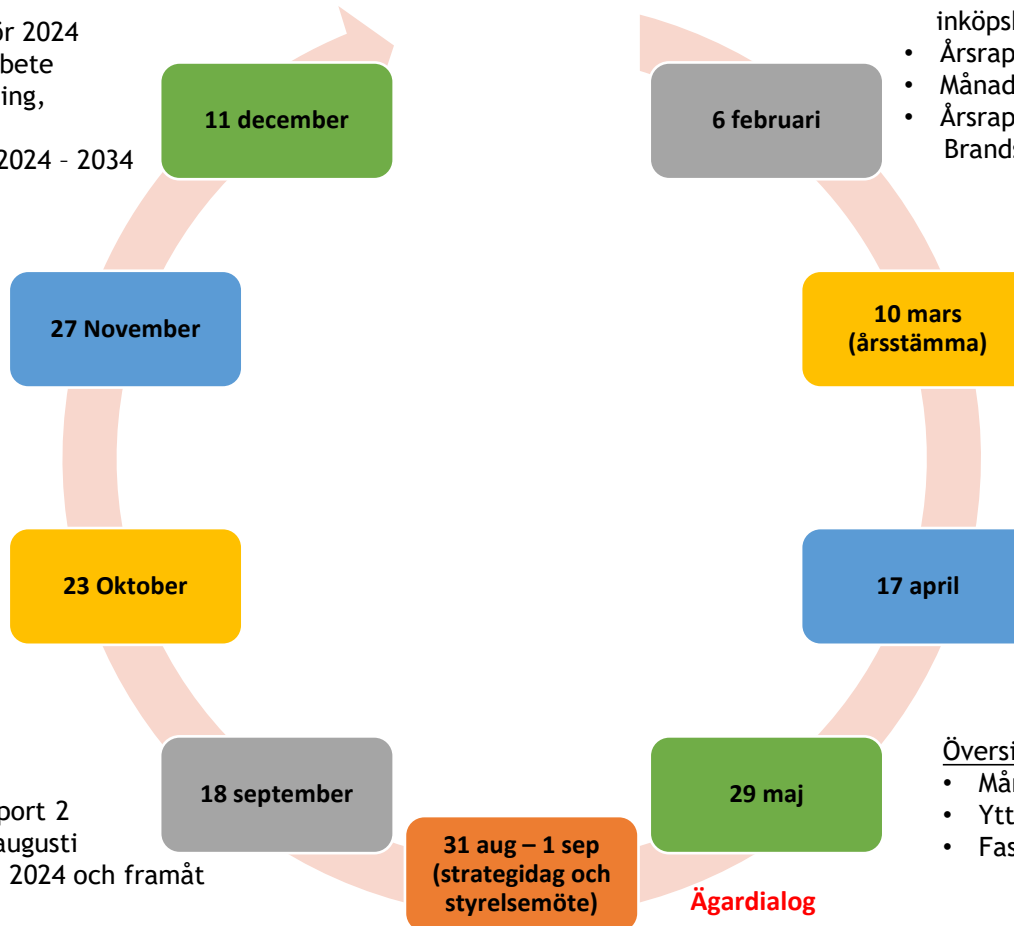 ör 2024
bete
ing,
2024 – 2034
11 december
27 November
23 Oktober
18 september
port 2
augusti
2024 och framåt
31 aug – 1 sep
(strategidag och
styrelsemöte)
Ägardialog
29 maj
17 april
10 mars
(årsstämma)
6 februari
inköps
• Årsrap
• Månad
• Årsrap
Brands
Översi
• Mån
• Ytt
• Fas